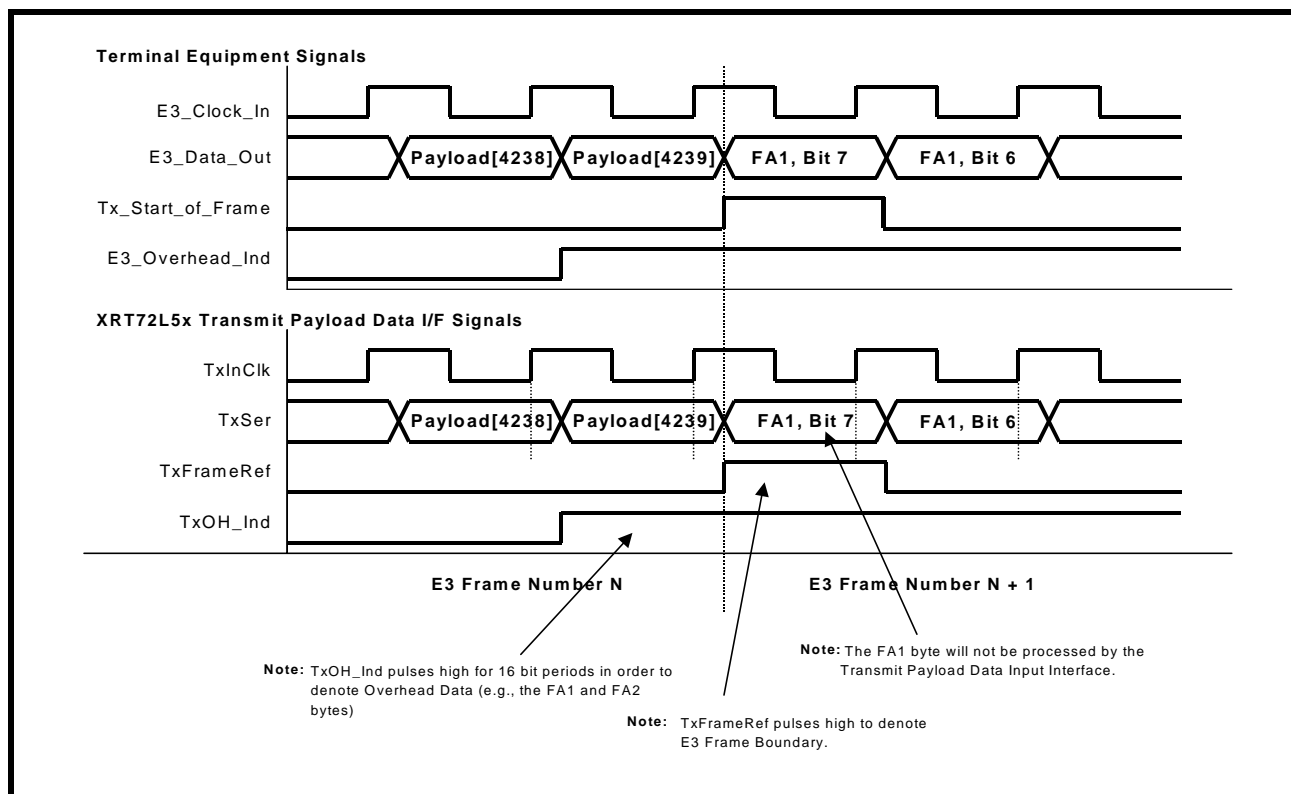 Terminal Equipment Signals
E3_Clock_In
E3_Data_Out
Payload[4238] Payload[4239] FA1, Bit 7 FA1, Bit 6
Tx_Start_of_Frame
E3_Overhead_Ind
XRT72L5x Transmit Payload Data I/F Signals
TxInClk
TxSer
Payload[4238] Payload[4239] FA1, Bit 7 FA1, Bit 6
TxFrameRef
TxOH_Ind
E3 Frame Number N E3 Frame Number N + 1
Note: TxOH_Ind pulses high for 16 bit periods in order to
denote Overhead Data (e.g., the FA1 and FA2
bytes)
Note: The FA1 byte will not be processed by the
Transmit Payload Data Input Interface.
Note: TxFrameRef pulses high to denote
E3 Frame Boundary.